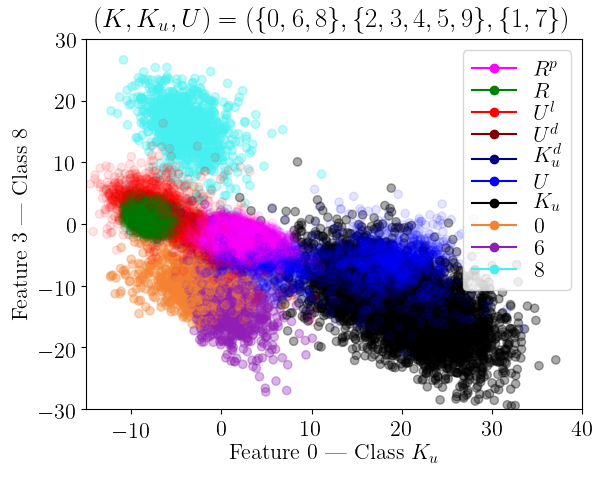 (K, K_u, U) = ({0, 6, 8}, {2, 3, 4, 5, 9}, {1, 7})
30
20
10
0
−10
−20
−30
Feature 3 — Class 8
R^p
R
U^l
U^d
K_u^d
U
K_u
0
6
8
−10
0
10
20
30
40
Feature 0 — Class K_u